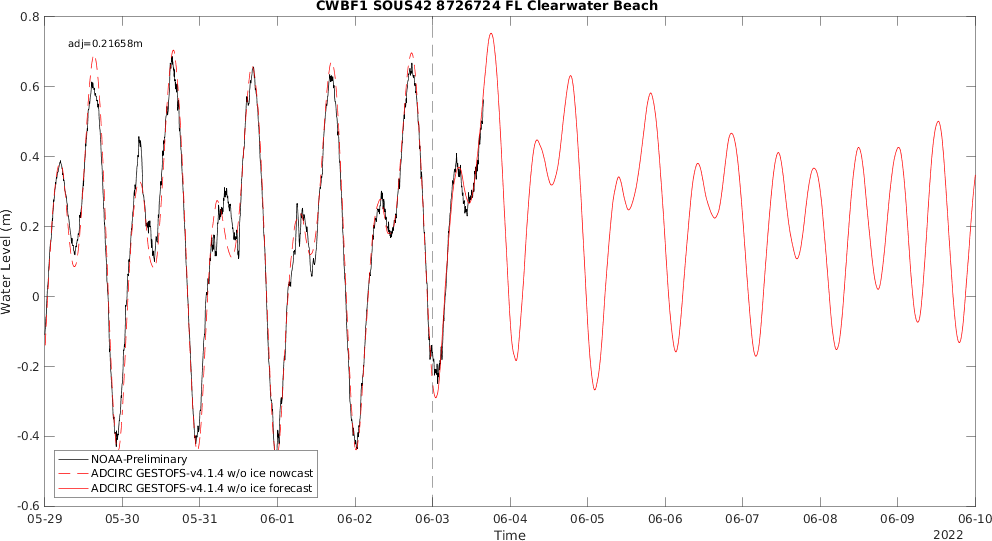 CWBF1 SOUS42 8726724 FL Clearwater Beach
adj=0.21658m
0.8
0.6
0.4
0.2
0
-0.2
-0.4
-0.6
Water Level (m)
NOAA-Preliminary
ADCIRC GESTOFS-v4.1.4 w/o ice nowcast
ADCIRC GESTOFS-v4.1.4 w/o ice forecast
05-29 05-30 05-31 06-01 06-02 06-03 06-04 06-05 06-06 06-07 06-08 06-09 06-10
Time
2022